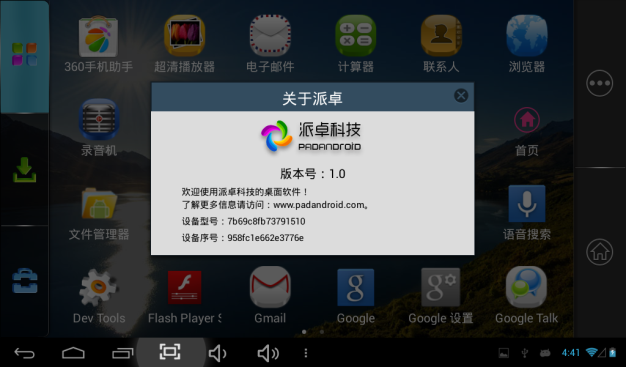 360手机助手
超清播放器
电子邮件
计算器
联系人
浏览器
关于派卓
派卓科技
PADANDROID
版本号：1.0
欢迎使用派卓科技的桌面软件！
了解更多信息请访问：www.padandroid.com。
设备型号：7b69c8fb73791510
设备序号：958fc1e662e3776e
录音机
首页
文件管理器
语音搜索
Dev Tools
Flash Player S
Gmail
Google
Google 设置
Google Talk
4:41